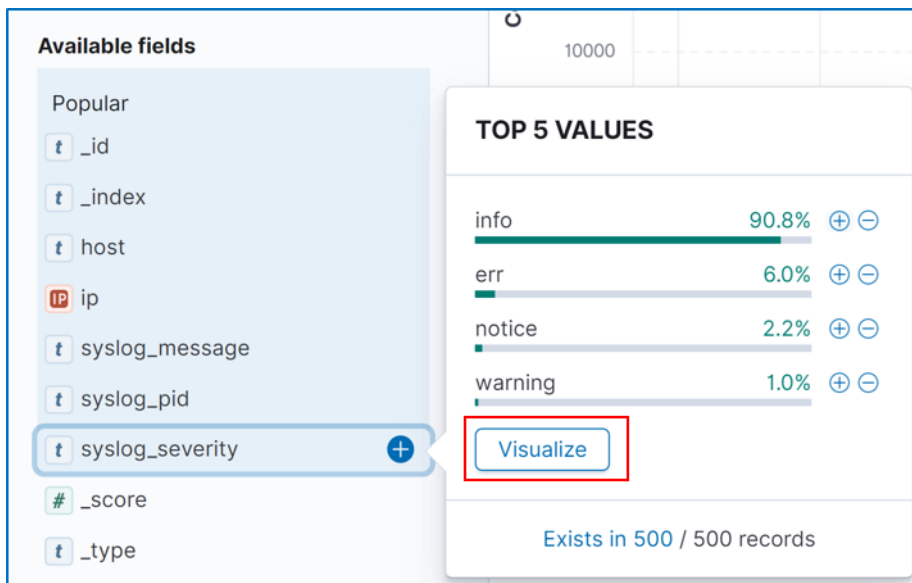 Available fields
Popular
t _id
t _index
t host
IP ip
t syslog_message
t syslog_pid
t syslog_severity
# _score
t _type
10000
TOP 5 VALUES
info 90.8%
err 6.0%
notice 2.2%
warning 1.0%
Visualize
Exists in 500 / 500 records